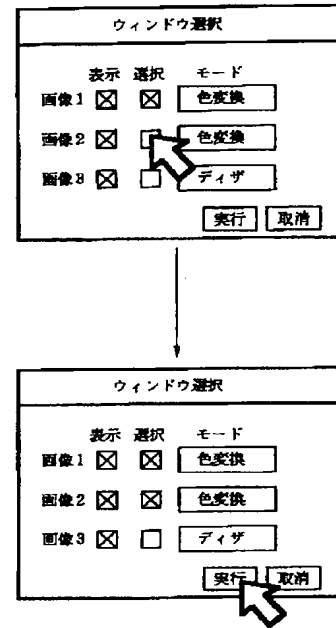 ウィンドウ選択
表示 選択 モード
画像1 色変換
画像2 色変換
画像3 ディザ
実行 取消
ウィンドウ選択
表示 選択 モード
画像1 色変換
画像2 色変換
画像3 ディザ
実行 取消